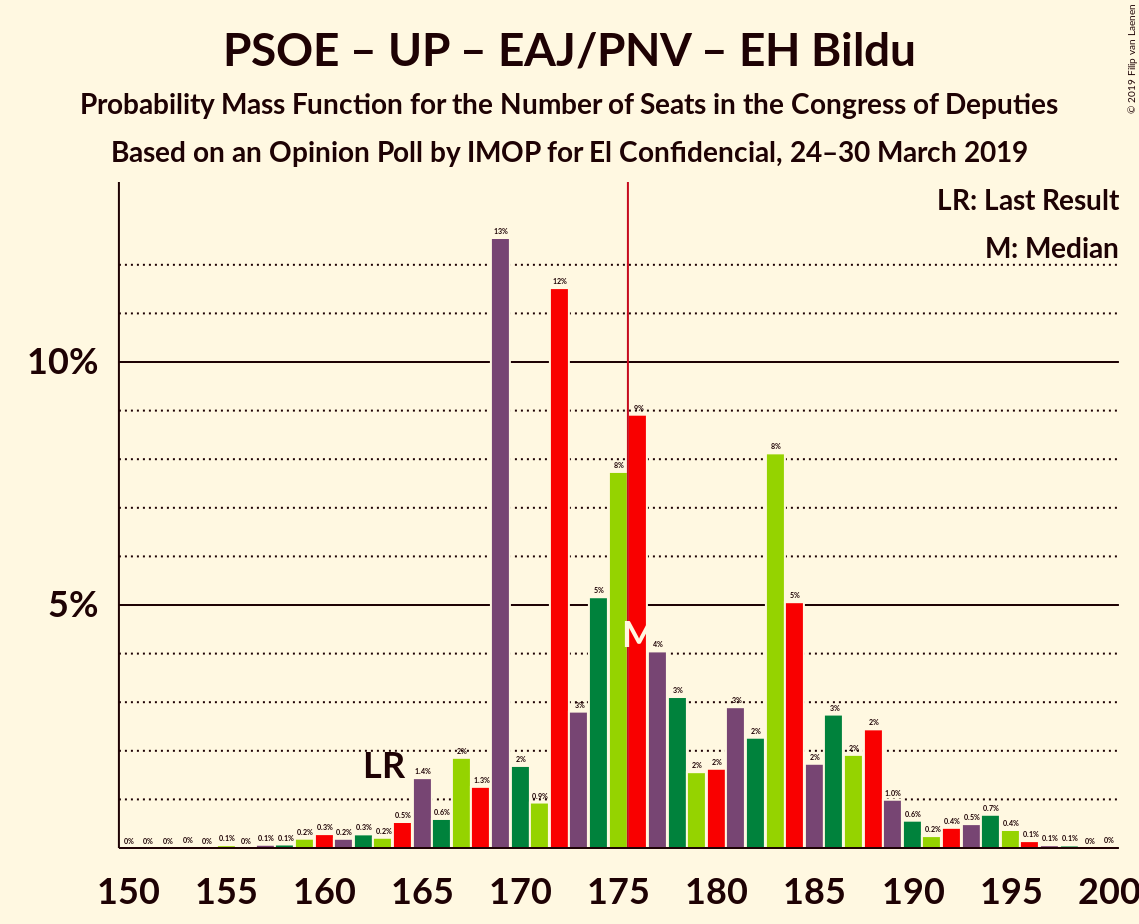 PSOE – UP – EAJ/PNV – EH Bildu
Probability Mass Function for the Number of Seats in the Congress of Deputies
Based on an Opinion Poll by IMOP for El Confidencial, 24–30 March 2019
© 2019 Filip van Laenen
LR: Last Result
M: Median
10%
5%
LR
M
0% 0% 0% 0% 0% 0.1% 0% 0.1% 0.1% 0.2% 0.3% 0.2% 0.3% 0.2% 0.5% 1.4% 0.6% 2% 1.3% 13% 2% 0.9% 12% 3% 5% 8% 9% 4% 3% 2% 2% 3% 2% 8% 5% 2% 3% 2% 2% 1.0% 0.6% 0.2% 0.4% 0.5% 0.7% 0.4% 0.1% 0.1% 0.1% 0% 0%
150 155 160 165 170 175 180 185 190 195 200